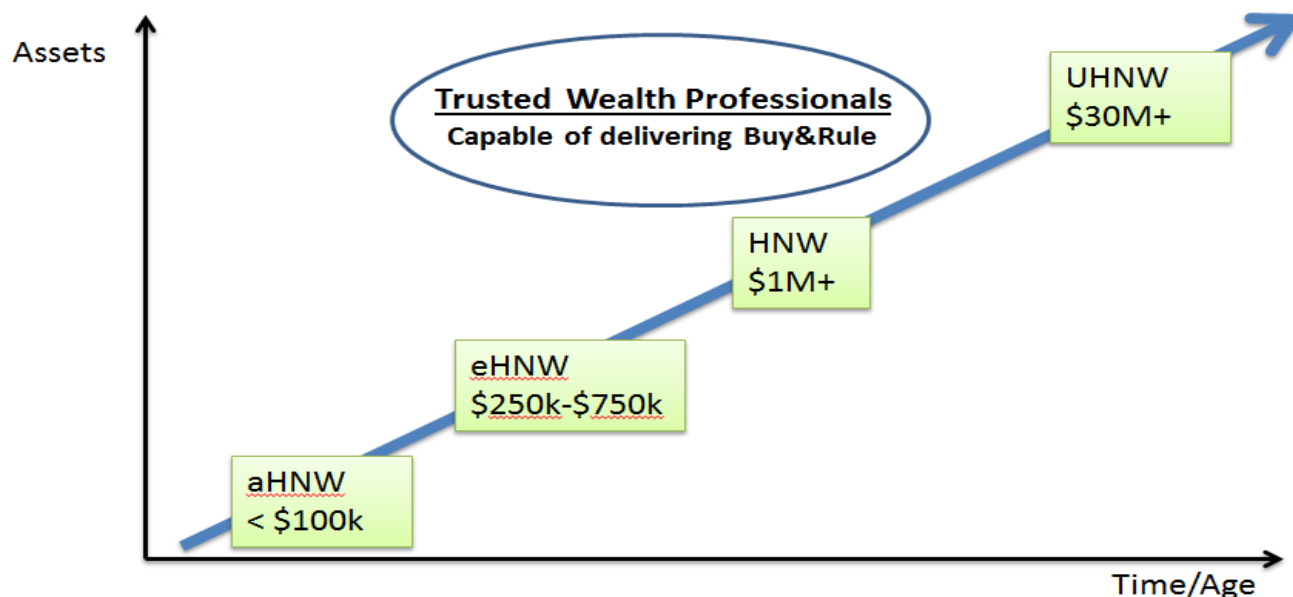 Assets
Trusted Wealth Professionals
Capable of delivering Buy&Rule
UHNW
$30M+
HNW
$1M+
eHNW
$250k-$750k
aHNW
< $100k
Time/Age